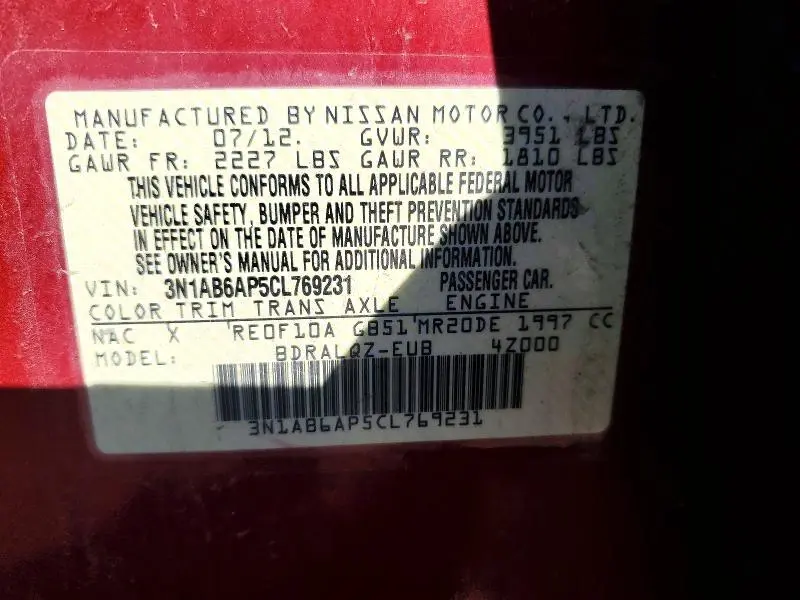 MANUFACTURED BY NISSAN MOTOR CO., LTD.
DATE: 07/12. GVWR: 3951 LBS
GAWR FR: 2227 LBS GAWR RR: 1810 LBS
THIS VEHICLE CONFORMS TO ALL APPLICABLE FEDERAL MOTOR
VEHICLE SAFETY, BUMPER AND THEFT PREVENTION STANDARDS
IN EFFECT ON THE DATE OF MANUFACTURE SHOWN ABOVE.
SEE OWNER'S MANUAL FOR ADDITIONAL INFORMATION.
VIN: 3N1AB6AP5CL769231 PASSENGER CAR.
COLOR TRIM TRANS AXLE ENGINE
NAC X RE0F10A GB51 MR20DE 1997 CC
MODEL: BDRALQZ-EUB 4Z000
3N1AB6AP5CL769231